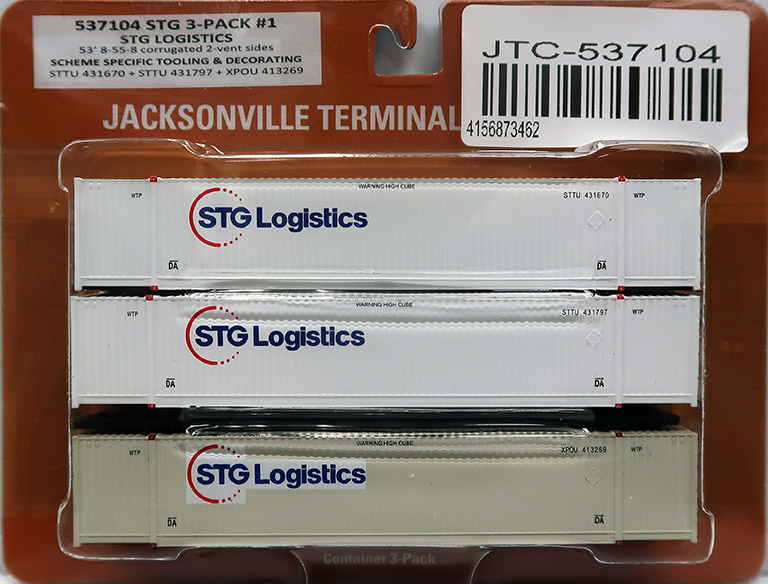 537104 STG 3-PACK #1
STG LOGISTICS
53' 8-55-8 corrugated 2-vent sides
SCHEME SPECIFIC TOOLING & DECORATING
STTU 431670 + STTU 431797 + XPOU 413269
JTC-537104
4156873462
JACKSONVILLE TERMINAL
WARNING HIGH CUBE
WTP
STTU 431670
WTP
STG Logistics
DA
DA
WARNING HIGH CUBE
WTP
STTU 431797
WTP
STG Logistics
DA
DA
WARNING HIGH CUBE
WTP
XPOU 413269
WTP
STG Logistics
DA
DA
Container 3-Pack